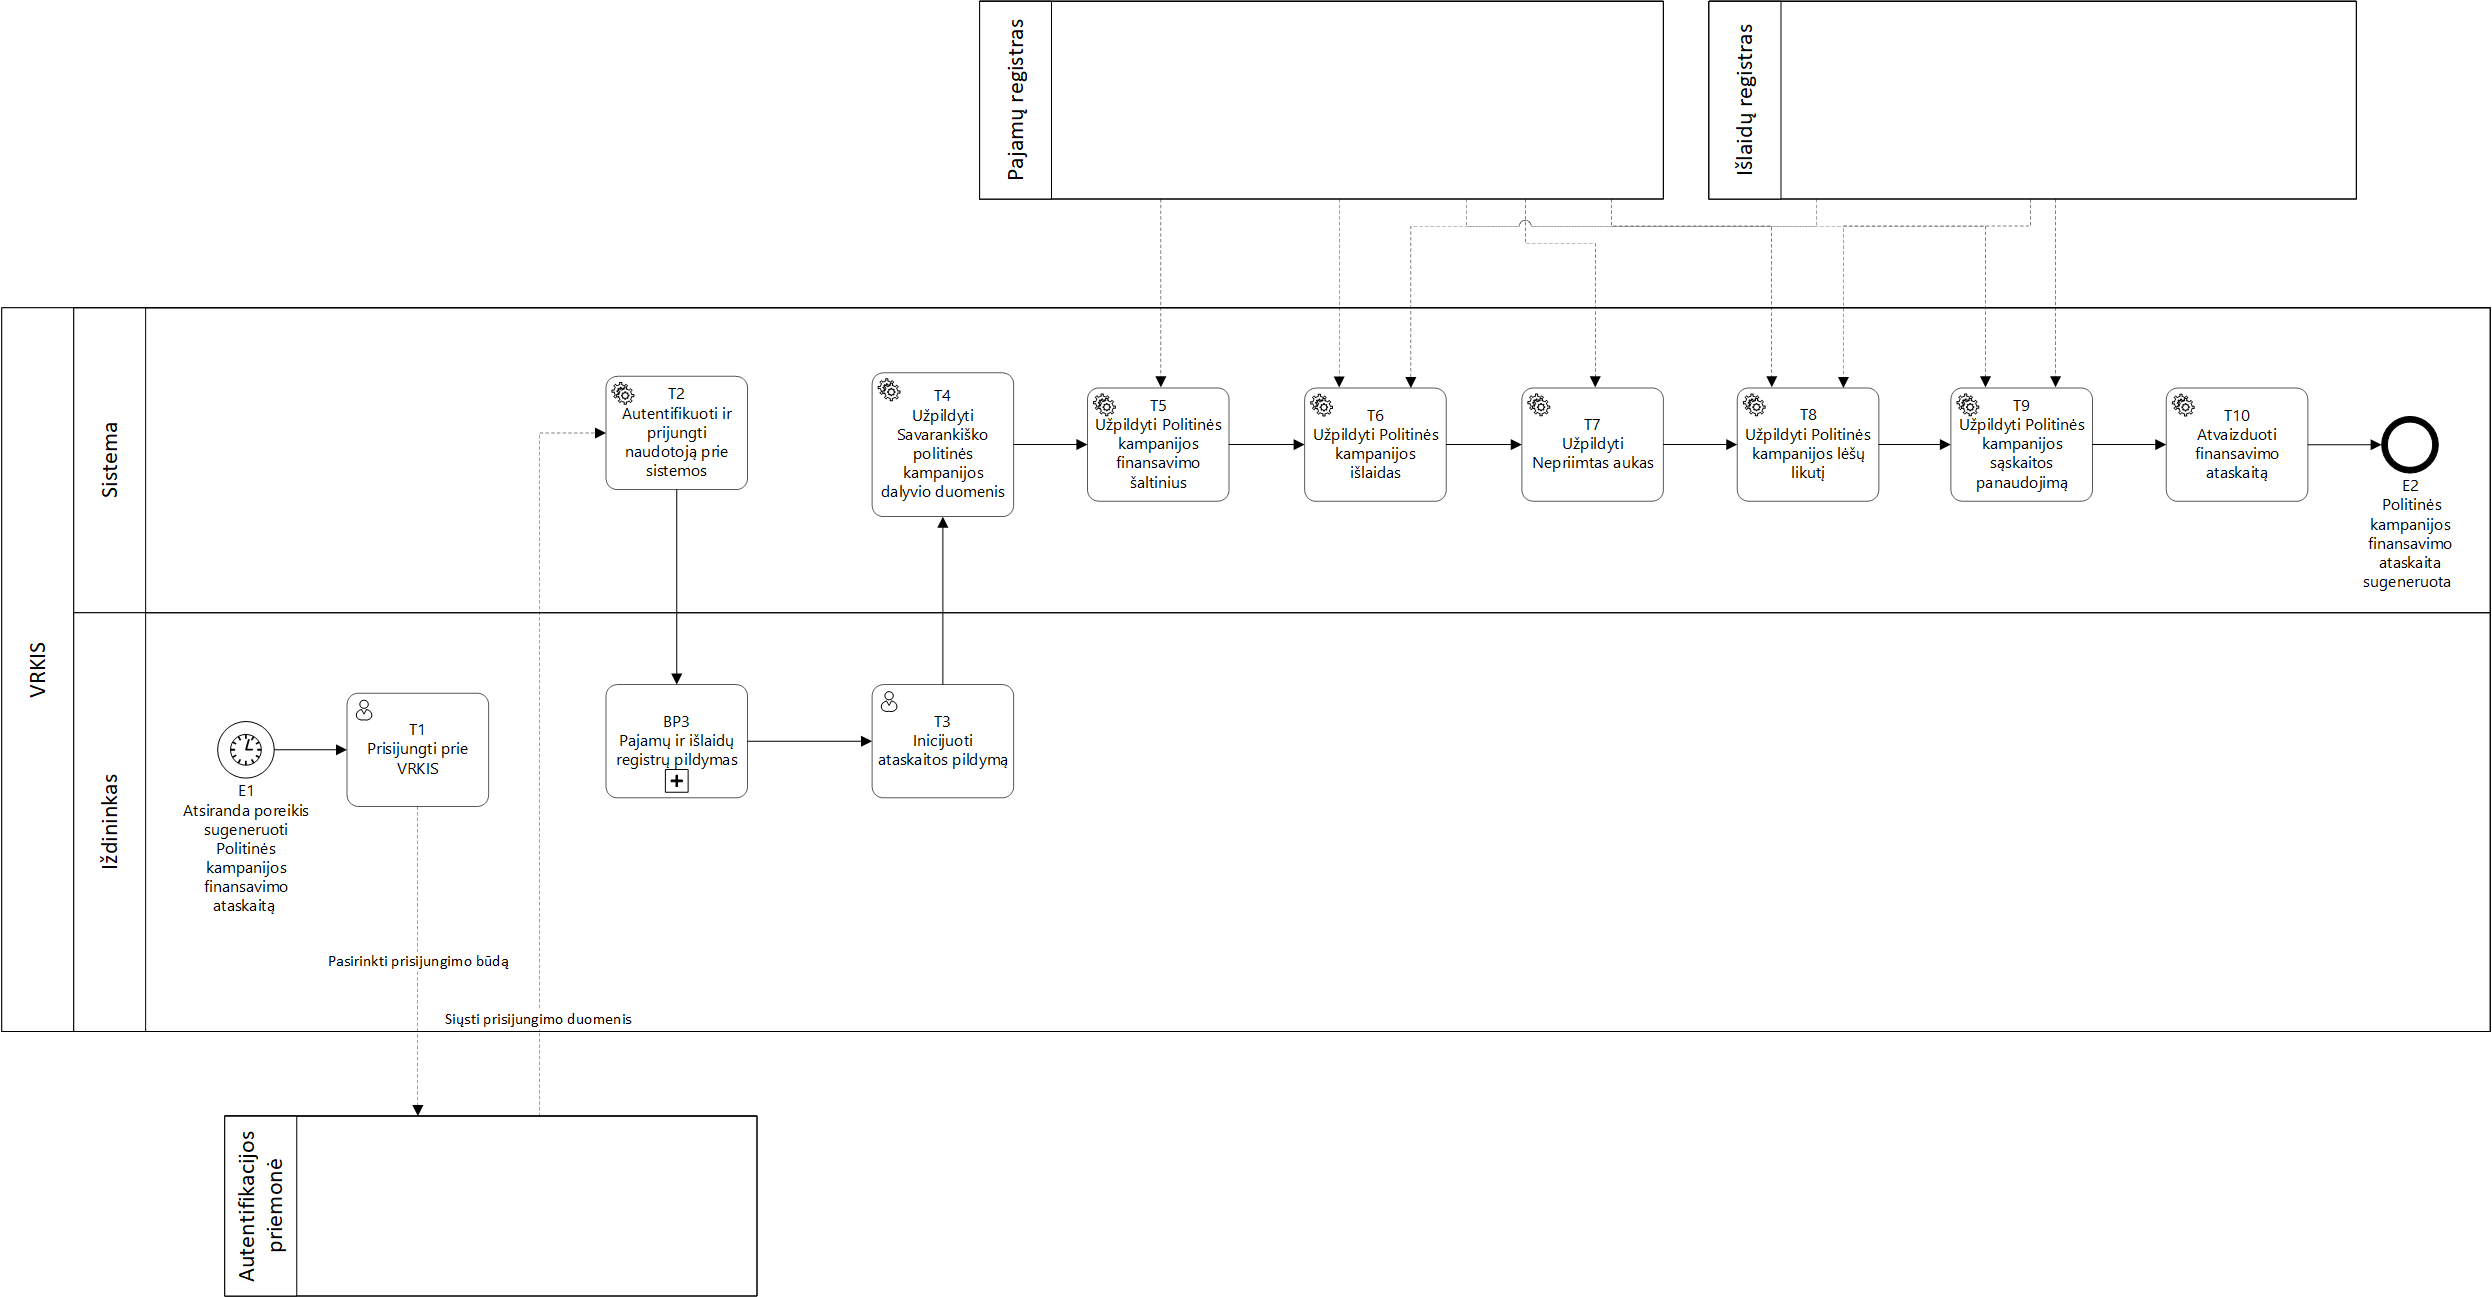 Pajamų registras
Išlaidų registras
VRKIS
Sistema
T2
Autentifikuoti ir
prijungti
naudotoją prie
sistemos
T4
Užpildyti
Savarankiško
politinės
kampanijos
dalyvio duomenis
T5
Užpildyti Politinės
kampanijos
finansavimo
šaltinius
T6
Užpildyti Politinės
kampanijos
išlaidas
T7
Užpildyti
Nepriimtas aukas
T8
Užpildyti Politinės
kampanijos lėšų
likutį
T9
Užpildyti Politinės
kampanijos
sąskaitos
panaudojimą
T10
Atvaizduoti
finansavimo
ataskaitą
E2
Politinės
kampanijos
finansavimo
ataskaita
sugeneruota
Iždininkas
E1
Atsiranda poreikis
sugeneruoti
Politinės
kampanijos
finansavimo
ataskaitą
T1
Prisijungti prie
VRKIS
BP3
Pajamų ir išlaidų
registrų pildymas
T3
Inicijuoti
ataskaitos pildymą
Pasirinkti prisijungimo būdą
Siųsti prisijungimo duomenis
Autentifikacijos
priemonė